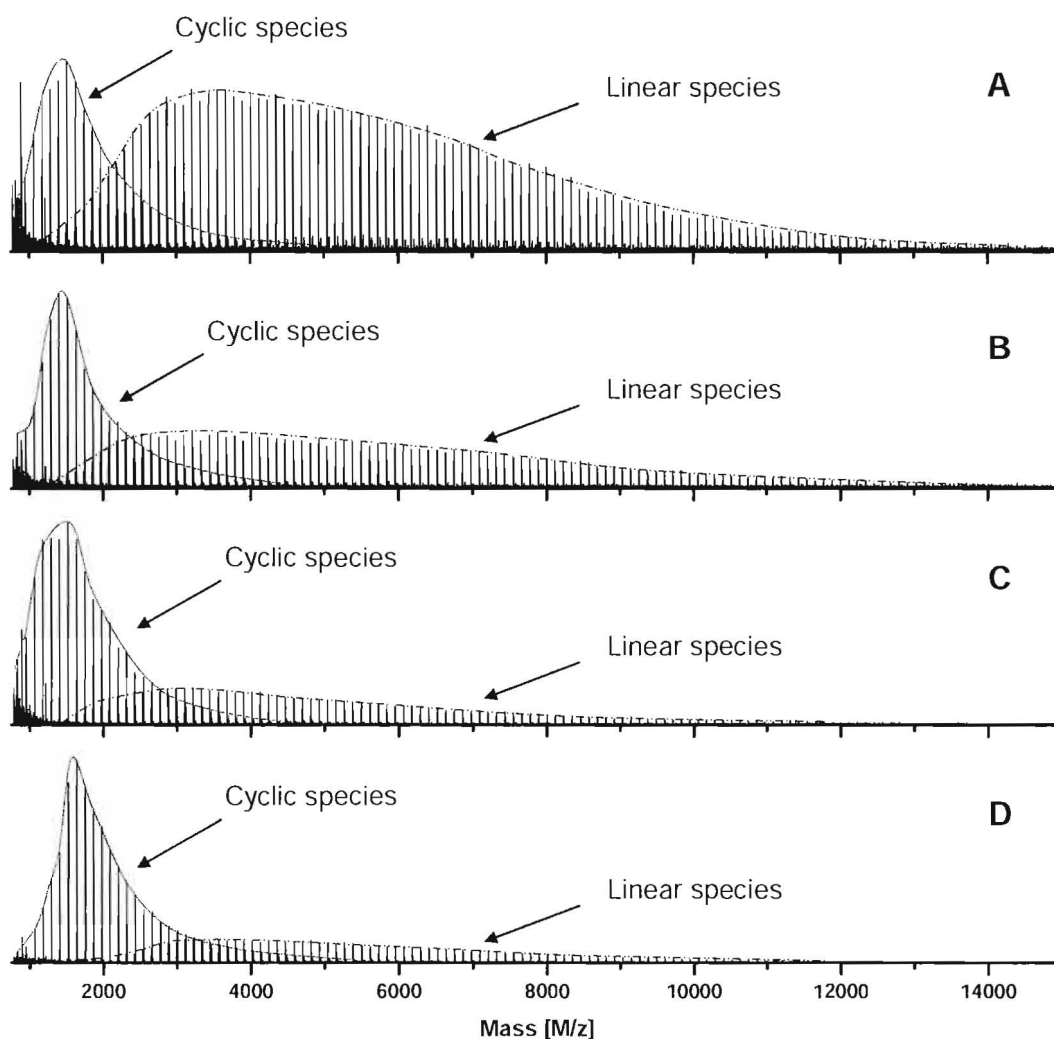 Cyclic species
Linear species
A
Cyclic species
Linear species
B
Cyclic species
Linear species
C
Cyclic species
Linear species
D
2000 4000 6000 8000 10000 12000 14000
Mass [M/z]